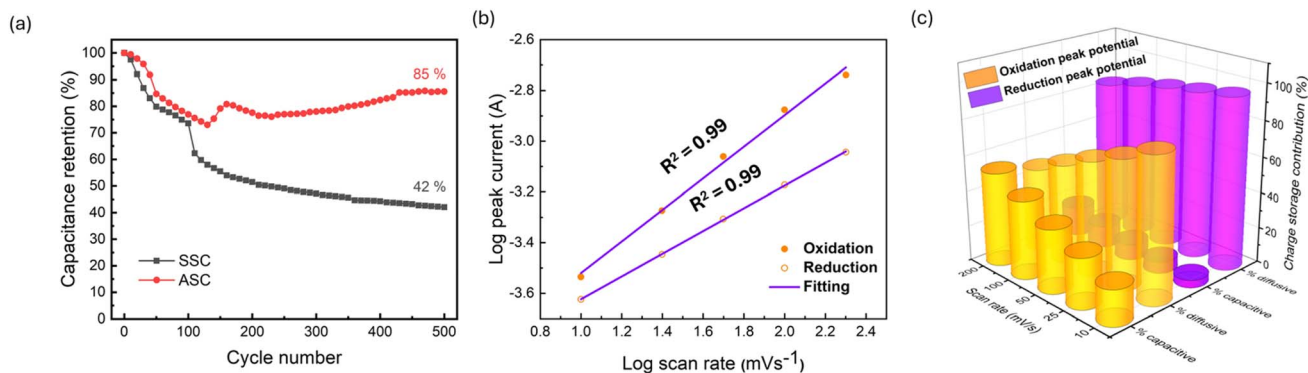 (a)
Capacitance retention (%)
100
90
80
70
60
50
40
30
20
10
0
85 %
42 %
SSC
ASC
0 100 200 300 400 500
Cycle number
(b)
Log peak current (A)
-2.6
-2.8
-3.0
-3.2
-3.4
-3.6
R² = 0.99
R² = 0.99
Oxidation
Reduction
Fitting
0.8 1.0 1.2 1.4 1.6 1.8 2.0 2.2 2.4
Log scan rate (mVs⁻¹)
(c)
Oxidation peak potential
Reduction peak potential
Charge storage contribution (%)
100
80
60
40
20
0
200
100
50
25
10
Scan rate (mV/s)
% diffusive
% capacitive
% diffusive
% capacitive